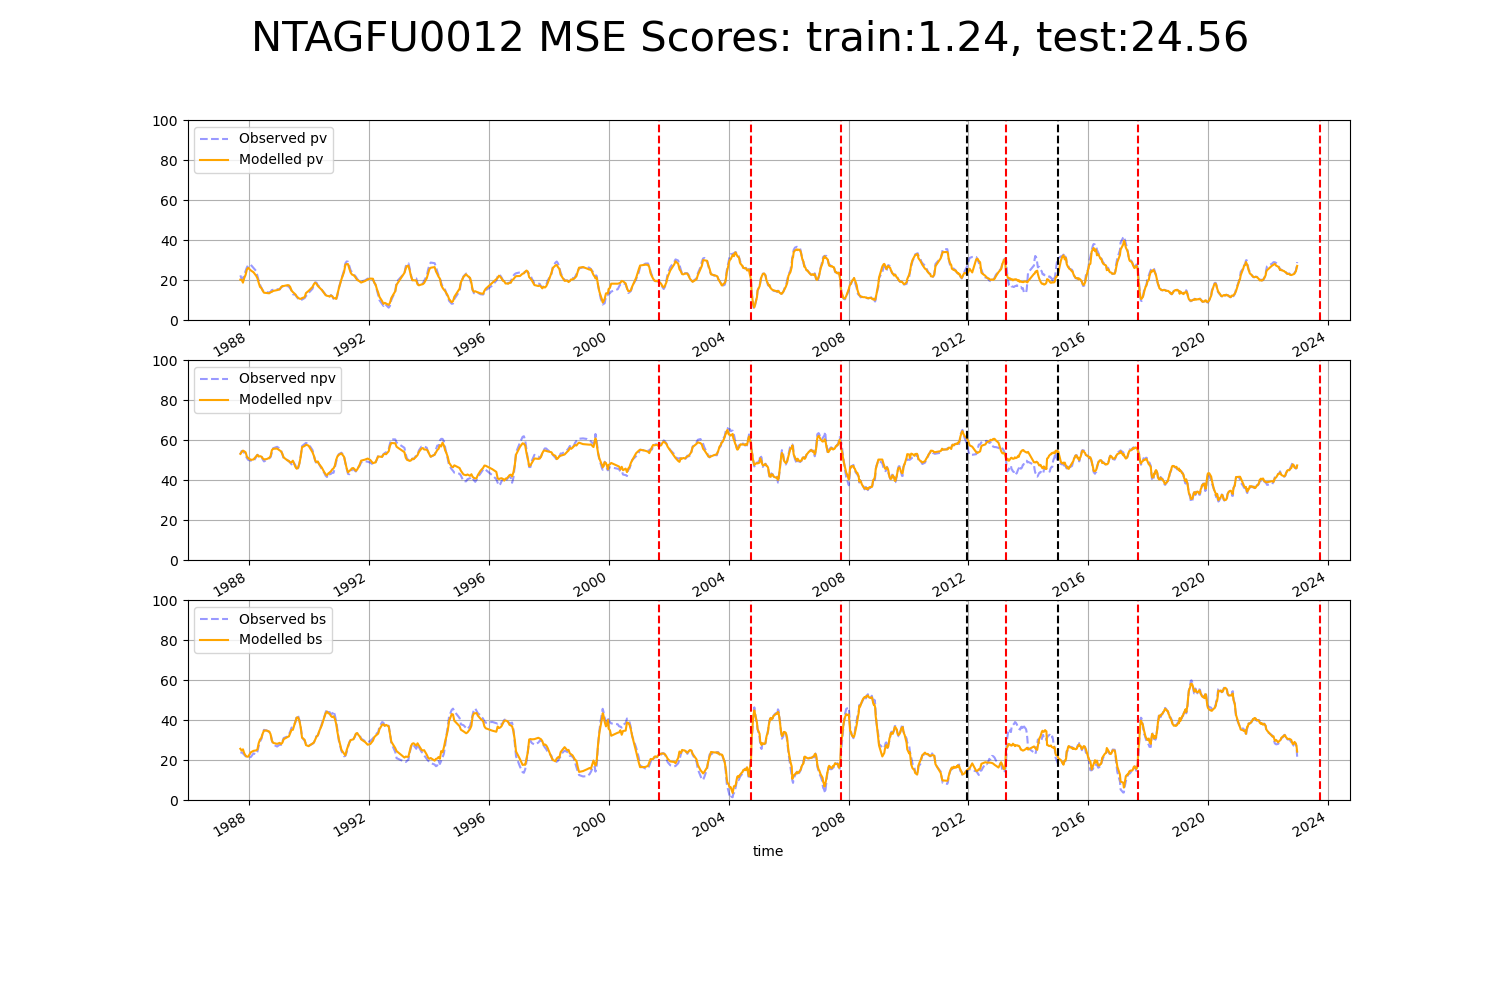 NTAGFU0012 MSE Scores: train:1.24, test:24.56
100
80
60
40
20
0
Observed pv
Modelled pv
1988 1992 1996 2000 2004 2008 2012 2016 2020 2024
100
80
60
40
20
0
Observed npv
Modelled npv
1988 1992 1996 2000 2004 2008 2012 2016 2020 2024
100
80
60
40
20
0
Observed bs
Modelled bs
1988 1992 1996 2000 2004 2008 2012 2016 2020 2024
time